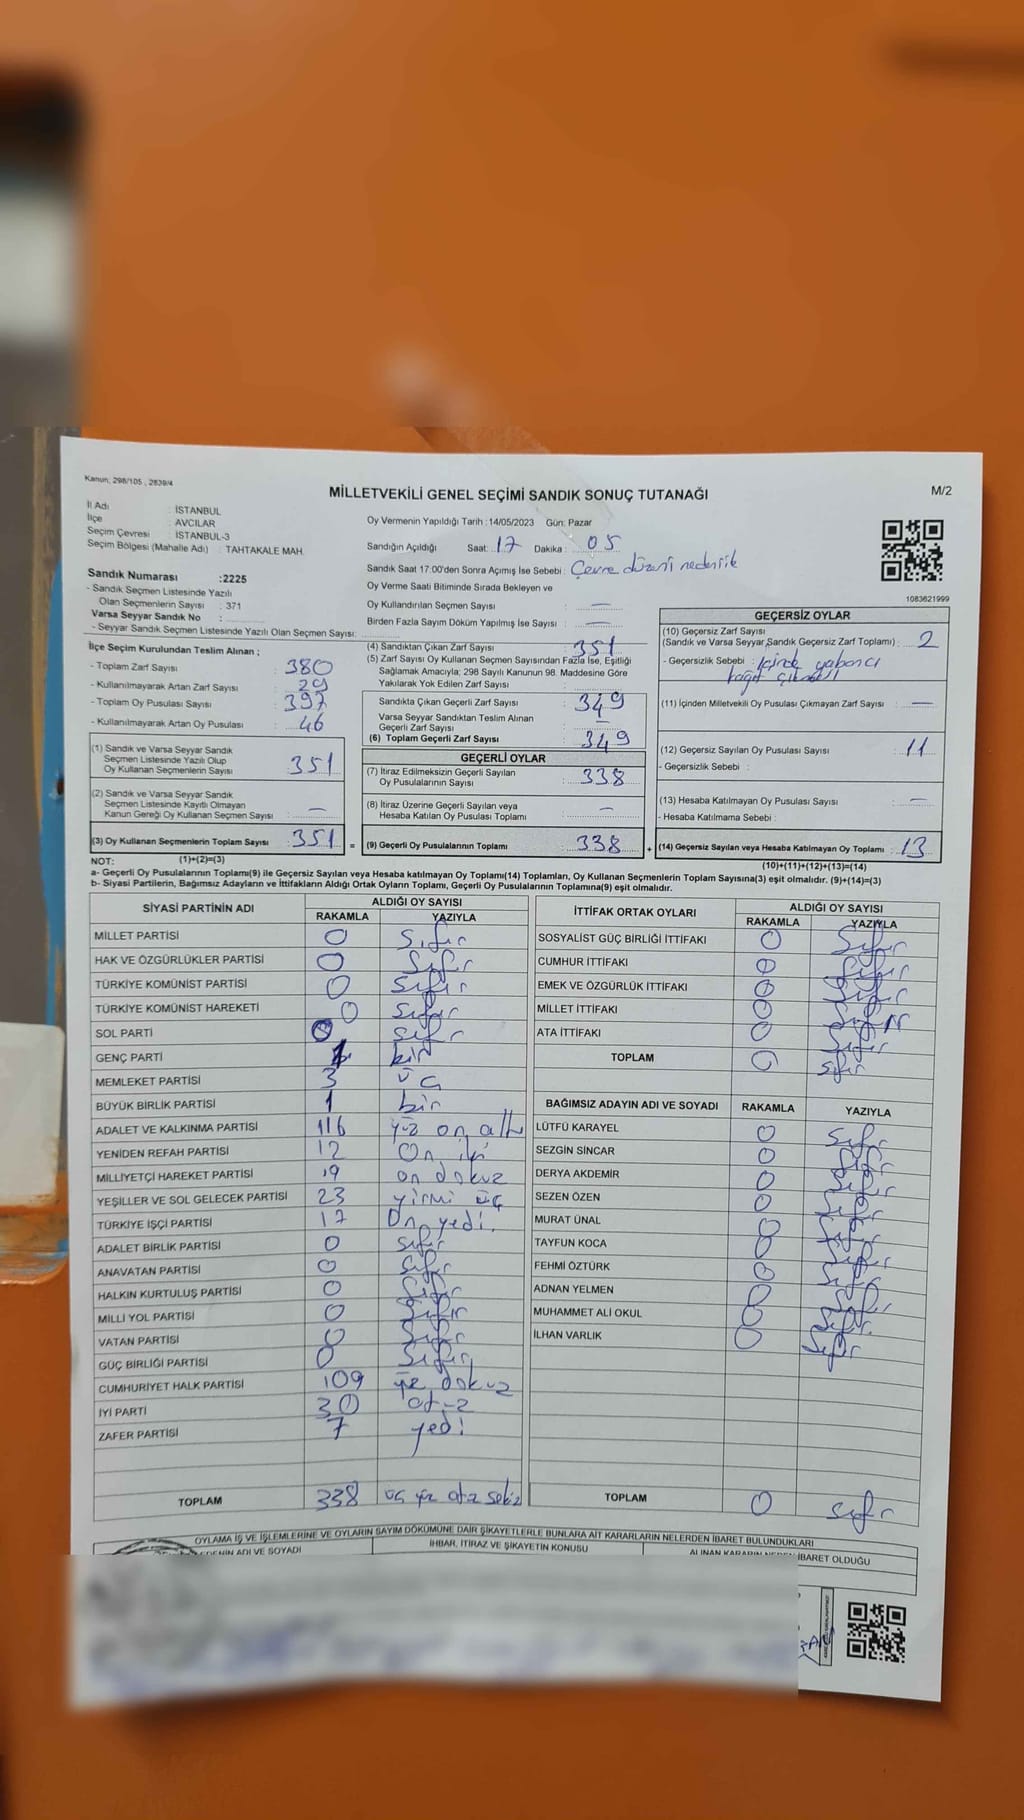 Kanun; 298/105 , 2839/4
MİLLETVEKİLİ GENEL SEÇİMİ SANDIK SONUÇ TUTANAĞI
M/2
İl Adı : İSTANBUL
İlçe : AVCILAR
Seçim Çevresi : İSTANBUL-3
Seçim Bölgesi (Mahalle Adı) : TAHTAKALE MAH.
Sandık Numarası :2225
- Sandık Seçmen Listesinde Yazılı
Olan Seçmenlerin Sayısı : 371
Varsa Seyyar Sandık No :
- Seyyar Sandık Seçmen Listesinde Yazılı Olan Seçmen Sayısı:
Oy Vermenin Yapıldığı Tarih :14/05/2023 Gün: Pazar
Sandığın Açıldığı Saat: 17 Dakika : 05
Sandık Saat 17:00'den Sonra Açımış İse Sebebi : Çevre düzeni
Oy Verme Saati Bitiminde Sırada Bekleyen ve
Oy Kullandırılan Seçmen Sayısı : —
Birden Fazla Sayım Döküm Yapılmış İse Sayısı : —
1083621999
İlçe Seçim Kurulundan Teslim Alınan ;
- Toplam Zarf Sayısı : 380
- Kullanılmayarak Artan Zarf Sayısı : 29
- Toplam Oy Pusulası Sayısı : 397
- Kullanılmayarak Artan Oy Pusulası : 46
(1) Sandık ve Varsa Seyyar Sandık
Seçmen Listesinde Yazılı Olup
Oy Kullanan Seçmenlerin Sayısı : 351
(2) Sandık ve Varsa Seyyar Sandık
Seçmen Listesinde Kayıtlı Olmayan
Kanun Gereği Oy Kullanan Seçmen Sayısı : —
(3) Oy Kullanan Seçmenlerin Toplam Sayısı : 351 =
(1)+(2)=(3)
(4) Sandıktan Çıkan Zarf Sayısı : 351
(5) Zarf Sayısı Oy Kullanan Seçmen Sayısından Fazla İse, Eşitliği
Sağlamak Amacıyla; 298 Sayılı Kanunun 98. Maddesine Göre
Yakılarak Yok Edilen Zarf Sayısı :
Sandıkta Çıkan Geçerli Zarf Sayısı : 349
Varsa Seyyar Sandıktan Teslim Alınan
Geçerli Zarf Sayısı : —
(6) Toplam Geçerli Zarf Sayısı : 349
GEÇERLİ OYLAR
(7) İtiraz Edilmeksizin Geçerli Sayılan
Oy Pusulalarının Sayısı : 338
(8) İtiraz Üzerine Geçerli Sayılan veya
Hesaba Katılan Oy Pusulası Toplamı : —
(9) Geçerli Oy Pusulalarının Toplamı : 338 +
GEÇERSİZ OYLAR
(10) Geçersiz Zarf Sayısı
(Sandık ve Varsa Seyyar Sandık Geçersiz Zarf Toplamı) : 2
- Geçersizlik Sebebi : İçinde yabancı
kağıt çıkması
(11) İçinden Milletvekili Oy Pusulası Çıkmayan Zarf Sayısı : —
(12) Geçersiz Sayılan Oy Pusulası Sayısı : 11
- Geçersizlik Sebebi :
(13) Hesaba Katılmayan Oy Pusulası Sayısı : —
- Hesaba Katılmama Sebebi :
(14) Geçersiz Sayılan veya Hesaba Katılmayan Oy Toplamı : 13
(10)+(11)+(12)+(13)=(14)
NOT:
a- Geçerli Oy Pusulalarının Toplamı(9) ile Geçersiz Sayılan veya Hesaba katılmayan Oy Toplamı(14) Toplamları, Oy Kullanan Seçmenlerin Toplam Sayısına(3) eşit olmalıdır. (9)+(14)=(3)
b- Siyasi Partilerin, Bağımsız Adayların ve İttifakların Aldığı Ortak Oyların Toplamı, Geçerli Oy Pusulalarının Toplamına(9) eşit olmalıdır.
SİYASİ PARTİNİN ADI ALDIĞI OY SAYISI
RAKAMLA YAZIYLA
MİLLET PARTİSİ 0 Sıfır
HAK VE ÖZGÜRLÜKLER PARTİSİ 0 Sıfır
TÜRKİYE KOMÜNİST PARTİSİ 0 Sıfır
TÜRKİYE KOMÜNİST HAREKETİ 0 Sıfır
SOL PARTİ 0 sıfır
GENÇ PARTİ 1 bir
MEMLEKET PARTİSİ 3 üç
BÜYÜK BİRLİK PARTİSİ 1 bir
ADALET VE KALKINMA PARTİSİ 116 yüz on altı
YENİDEN REFAH PARTİSİ 12 On iki
MİLLİYETÇİ HAREKET PARTİSİ 19 on dokuz
YEŞİLLER VE SOL GELECEK PARTİSİ 23 yirmi üç
TÜRKİYE İŞÇİ PARTİSİ 17 On yedi.
ADALET BİRLİK PARTİSİ 0 sıfır
ANAVATAN PARTİSİ 0 Sıfır
HALKIN KURTULUŞ PARTİSİ 0 Sıfır
MİLLİ YOL PARTİSİ 0 Sıfır
VATAN PARTİSİ 0 Sıfır
GÜÇ BİRLİĞİ PARTİSİ 0 Sıfır
CUMHURİYET HALK PARTİSİ 109 yüz dokuz
İYİ PARTİ 30 otuz
ZAFER PARTİSİ 7 yedi
TOPLAM 338 üç yüz otuz sekiz
İTTİFAK ORTAK OYLARI ALDIĞI OY SAYISI
RAKAMLA YAZIYLA
SOSYALİST GÜÇ BİRLİĞİ İTTİFAKI 0 Sıfır
CUMHUR İTTİFAKI 0 Sıfır
EMEK VE ÖZGÜRLÜK İTTİFAKI 0 Sıfır
MİLLET İTTİFAKI 0 Sıfır
ATA İTTİFAKI 0 Sıfır
TOPLAM 0 sıfır
BAĞIMSIZ ADAYIN ADI VE SOYADI RAKAMLA YAZIYLA
LÜTFÜ KARAYEL 0 Sıfır
SEZGİN SİNCAR 0 Sıfır
DERYA AKDEMİR 0 Sıfır
SEZEN ÖZEN 0 Sıfır
MURAT ÜNAL 0 Sıfır
TAYFUN KOCA 0 Sıfır
FEHMİ ÖZTÜRK 0 Sıfır
ADNAN YELMEN 0 Sıfır
MUHAMMET ALİ OKUL 0 Sıfır.
İLHAN VARLIK 0 Sıfır
TOPLAM 0 sıfır
OYLAMA İŞ VE İŞLEMLERİNE VE OYLARIN SAYIM DÖKÜMÜNE DAİR ŞİKAYETLERLE BUNLARA AİT KARARLARIN NELERDEN İBARET BULUNDUKLARI
ADI VE SOYADI İHBAR, İTİRAZ VE ŞİKAYETİN KONUSU ALINAN KARARIN NEDEN İBARET OLDUĞU